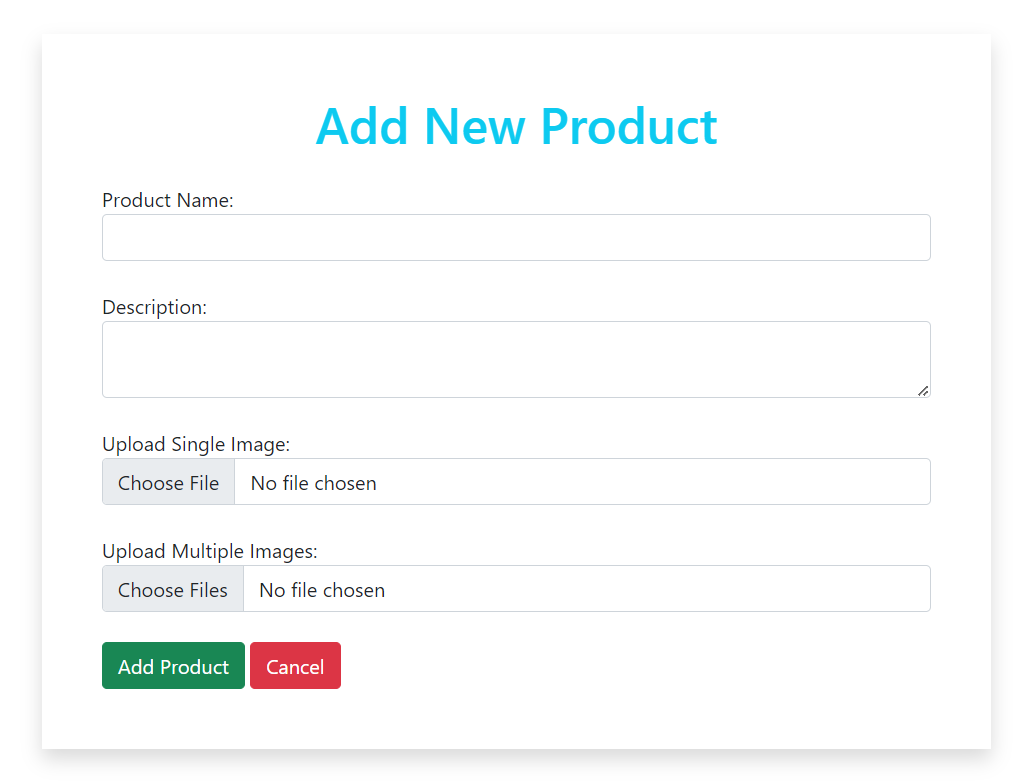 Add New Product
Product Name:
Description:
Upload Single Image:
Choose File No file chosen
Upload Multiple Images:
Choose Files No file chosen
Add Product Cancel